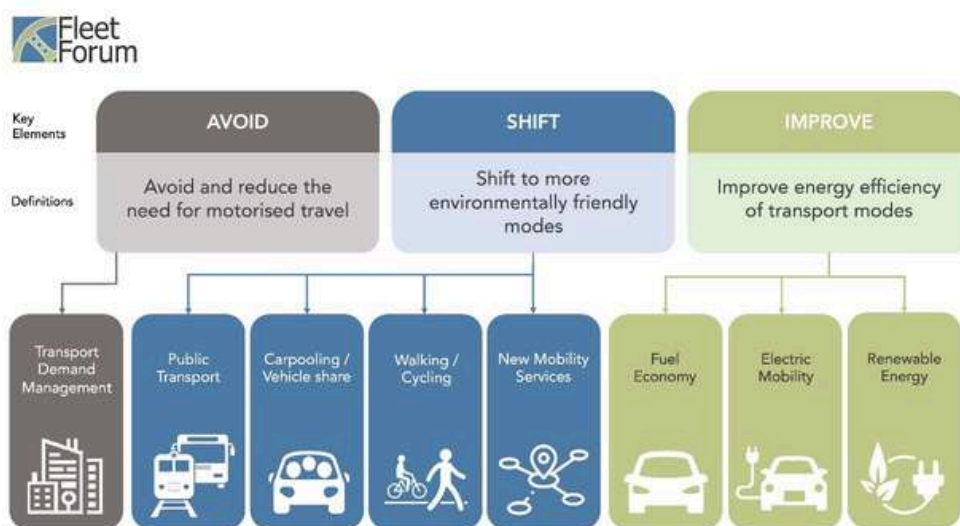 Fleet
Forum
Key
Elements
AVOID
SHIFT
IMPROVE
Definitions
Avoid and reduce the
need for motorised travel
Shift to more
environmentally friendly
modes
Improve energy efficiency
of transport modes
Transport
Demand
Management
Public
Transport
Carpooling /
Vehicle share
Walking /
Cycling
New Mobility
Services
Fuel
Economy
Electric
Mobility
Renewable
Energy